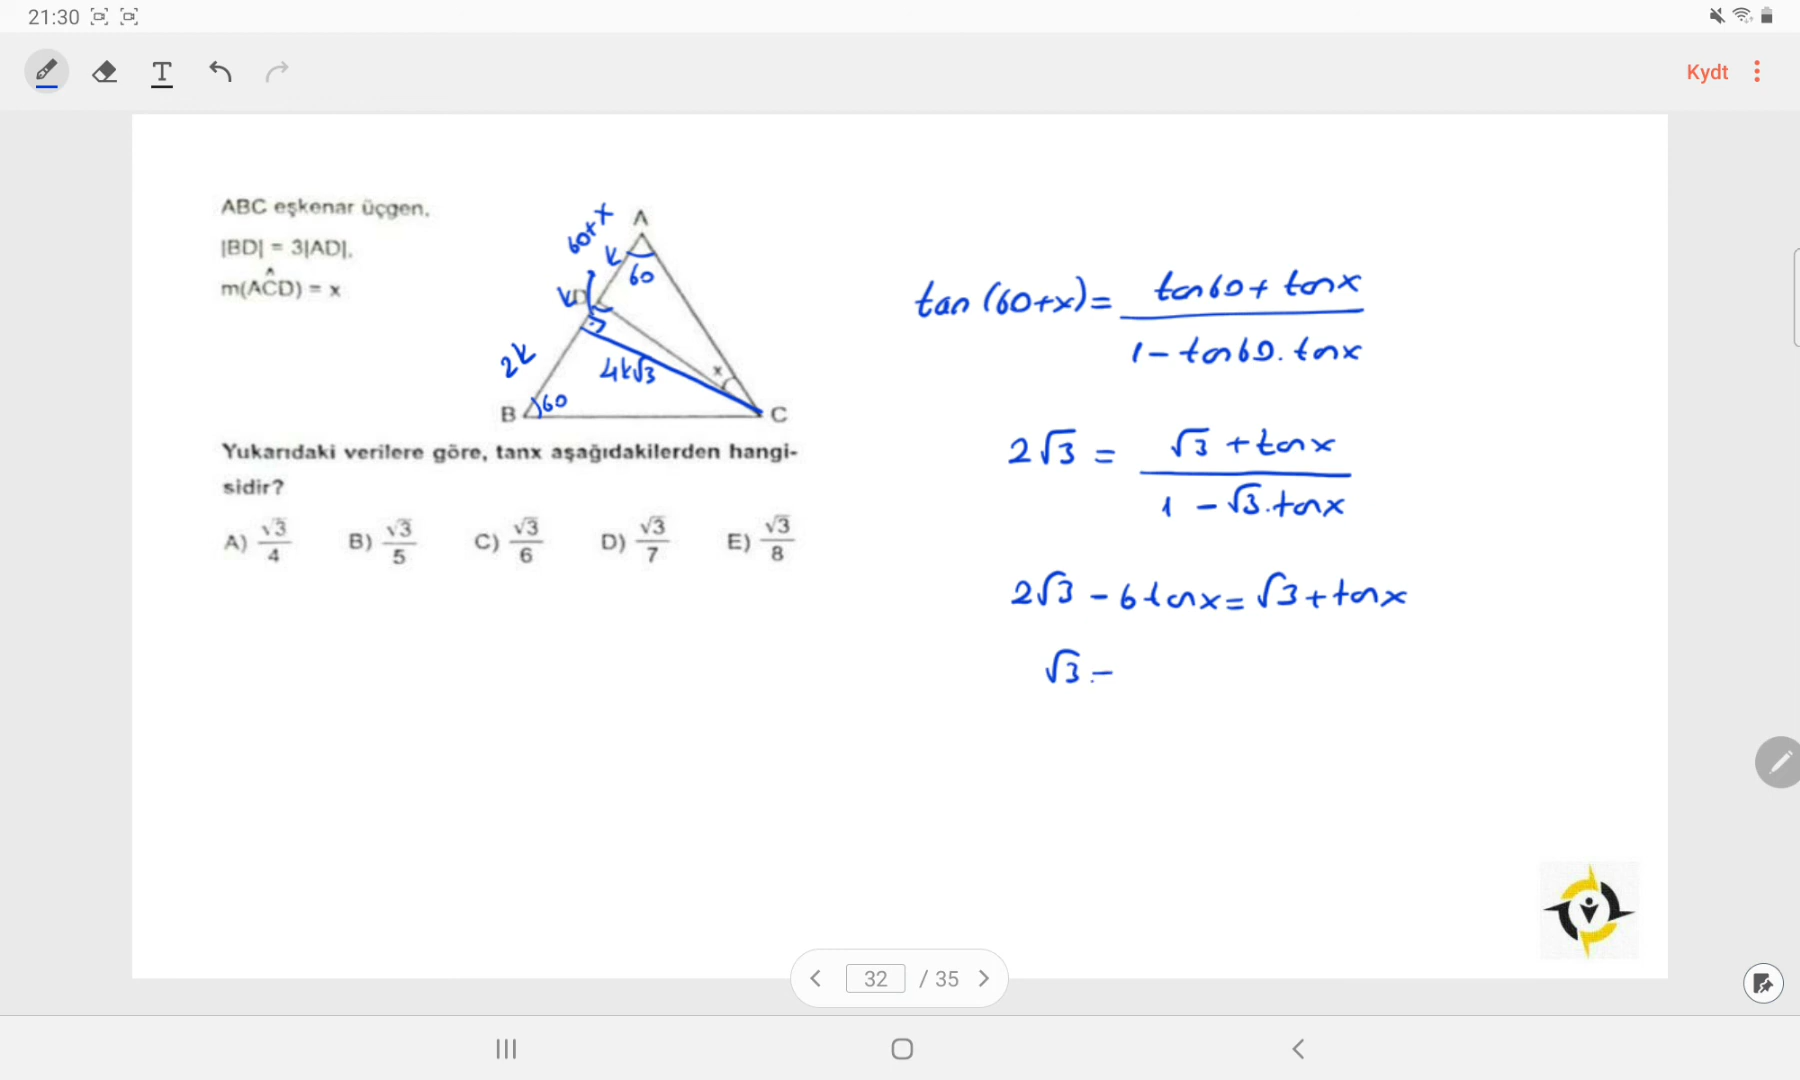 21:30
T
Kydt
ABC eşkenar üçgen,
|BD| = 3|AD|,
m(AĈD) = x
A
60+x
k
60
k
D
2k
4k√3
x
B
60
C
Yukarıdaki verilere göre, tanx aşağıdakilerden hangi-
sidir?
A) √3/4 B) √3/5 C) √3/6 D) √3/7 E) √3/8
tan (60+x) = (tan60 + tanx)/(1 - tan60.tanx)
2√3 = (√3 + tanx)/(1 - √3.tanx)
2√3 - 6tanx = √3 + tanx
√3 =
32 / 35